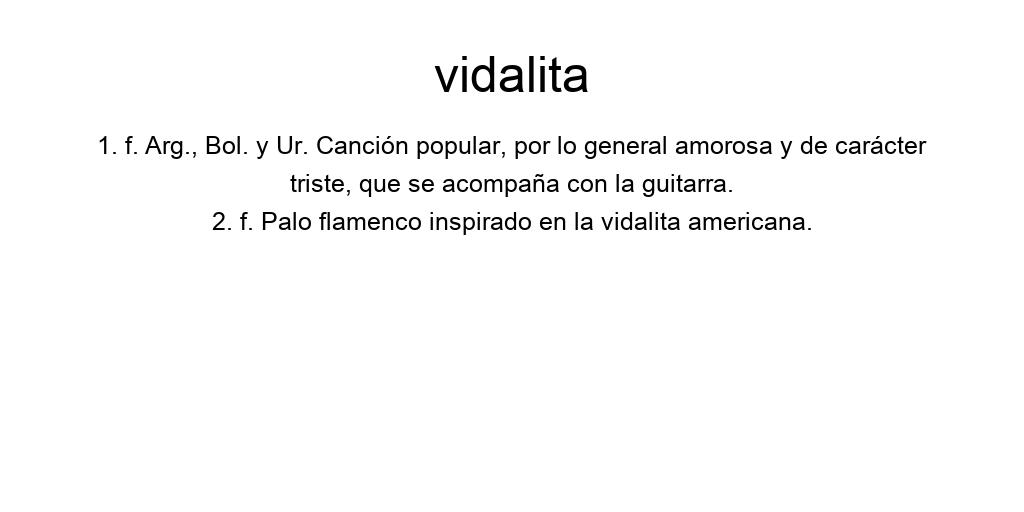 vidalita
1. f. Arg., Bol. y Ur. Canción popular, por lo general amorosa y de carácter
triste, que se acompaña con la guitarra.
2. f. Palo flamenco inspirado en la vidalita americana.